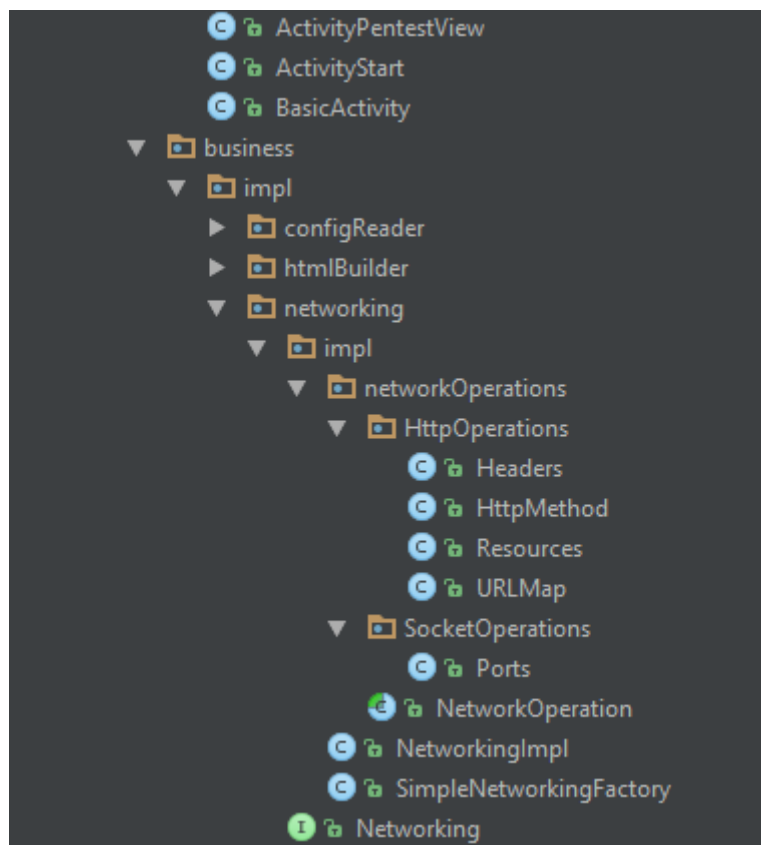 ActivityPentestView
ActivityStart
BasicActivity
business
impl
configReader
htmlBuilder
networking
impl
networkOperations
HttpOperations
Headers
HttpMethod
Resources
URLMap
SocketOperations
Ports
NetworkOperation
NetworkingImpl
SimpleNetworkingFactory
Networking